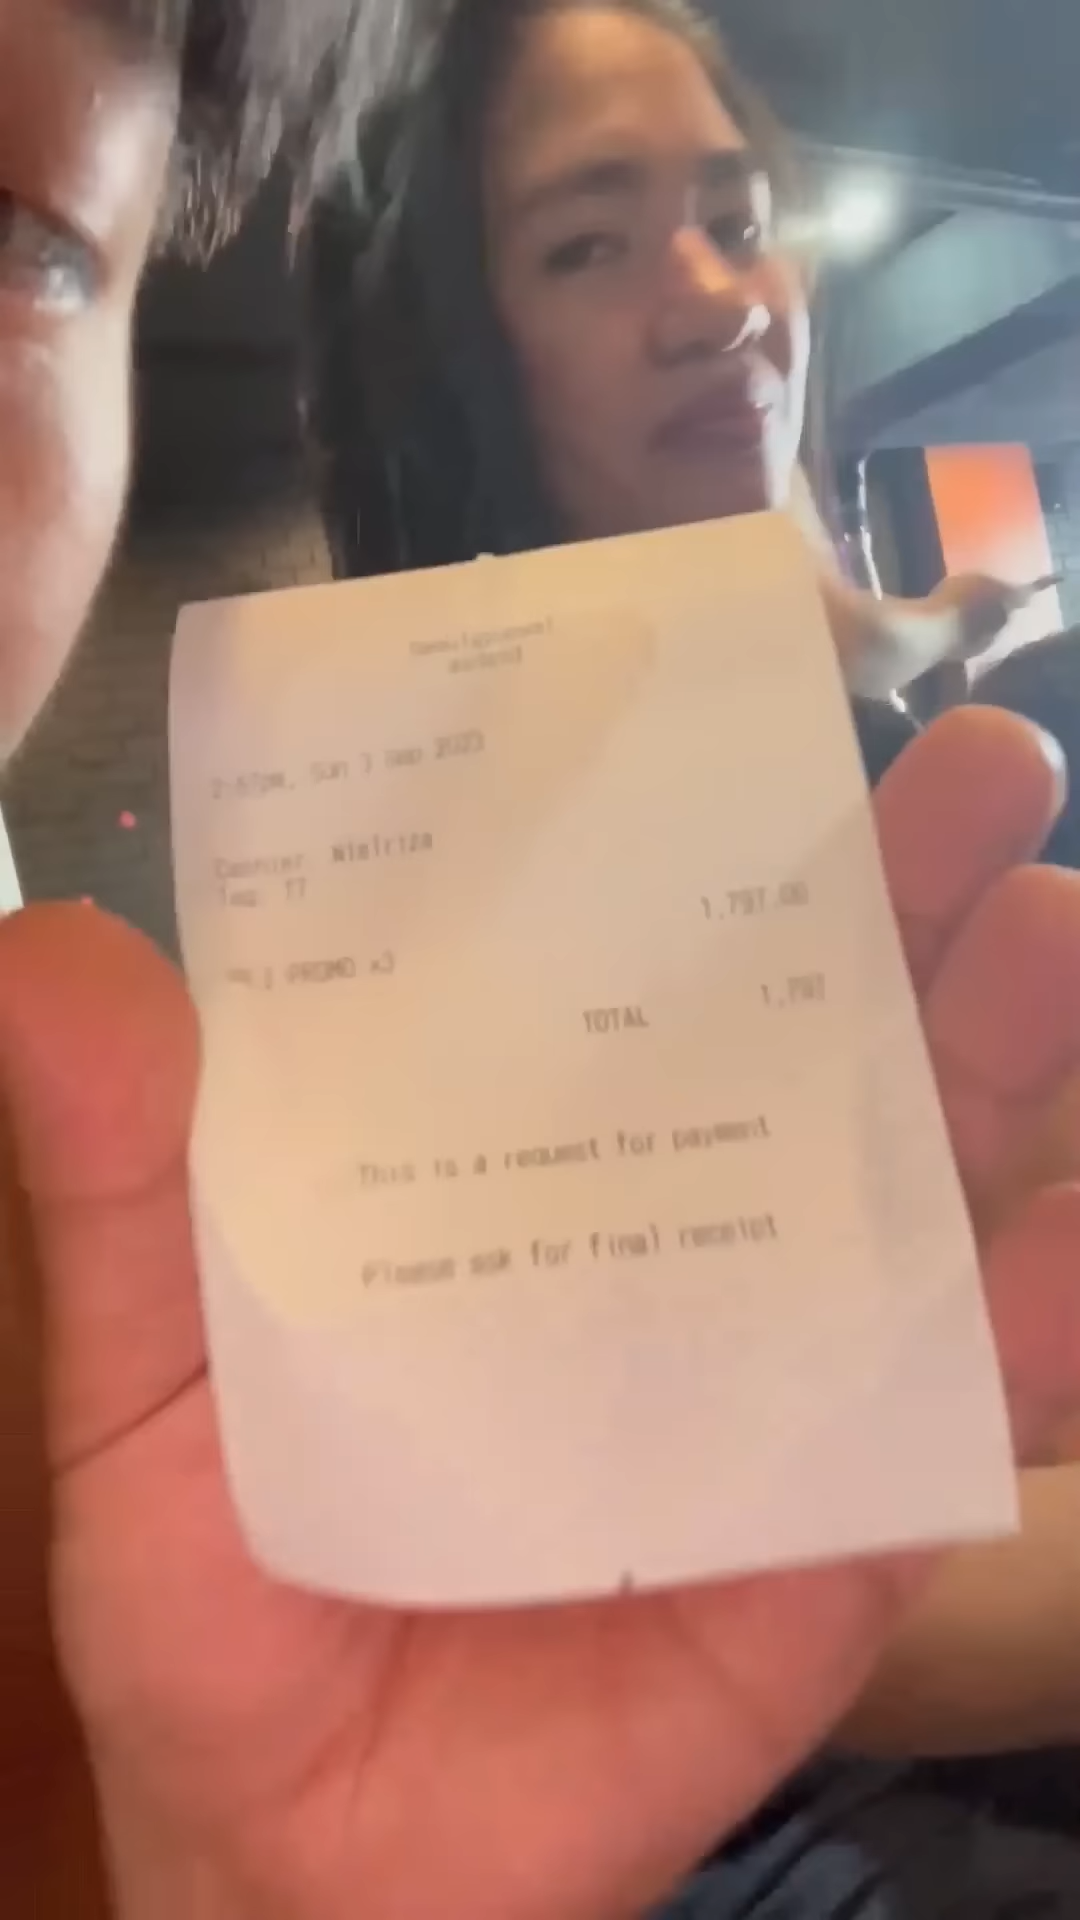 2:57pm, Sun 3 Sep 2023
Cashier: Nielriza
Tag: 17
1,797.00
PROMO x3
TOTAL 1,797
This is a request for payment
Please ask for final receipt